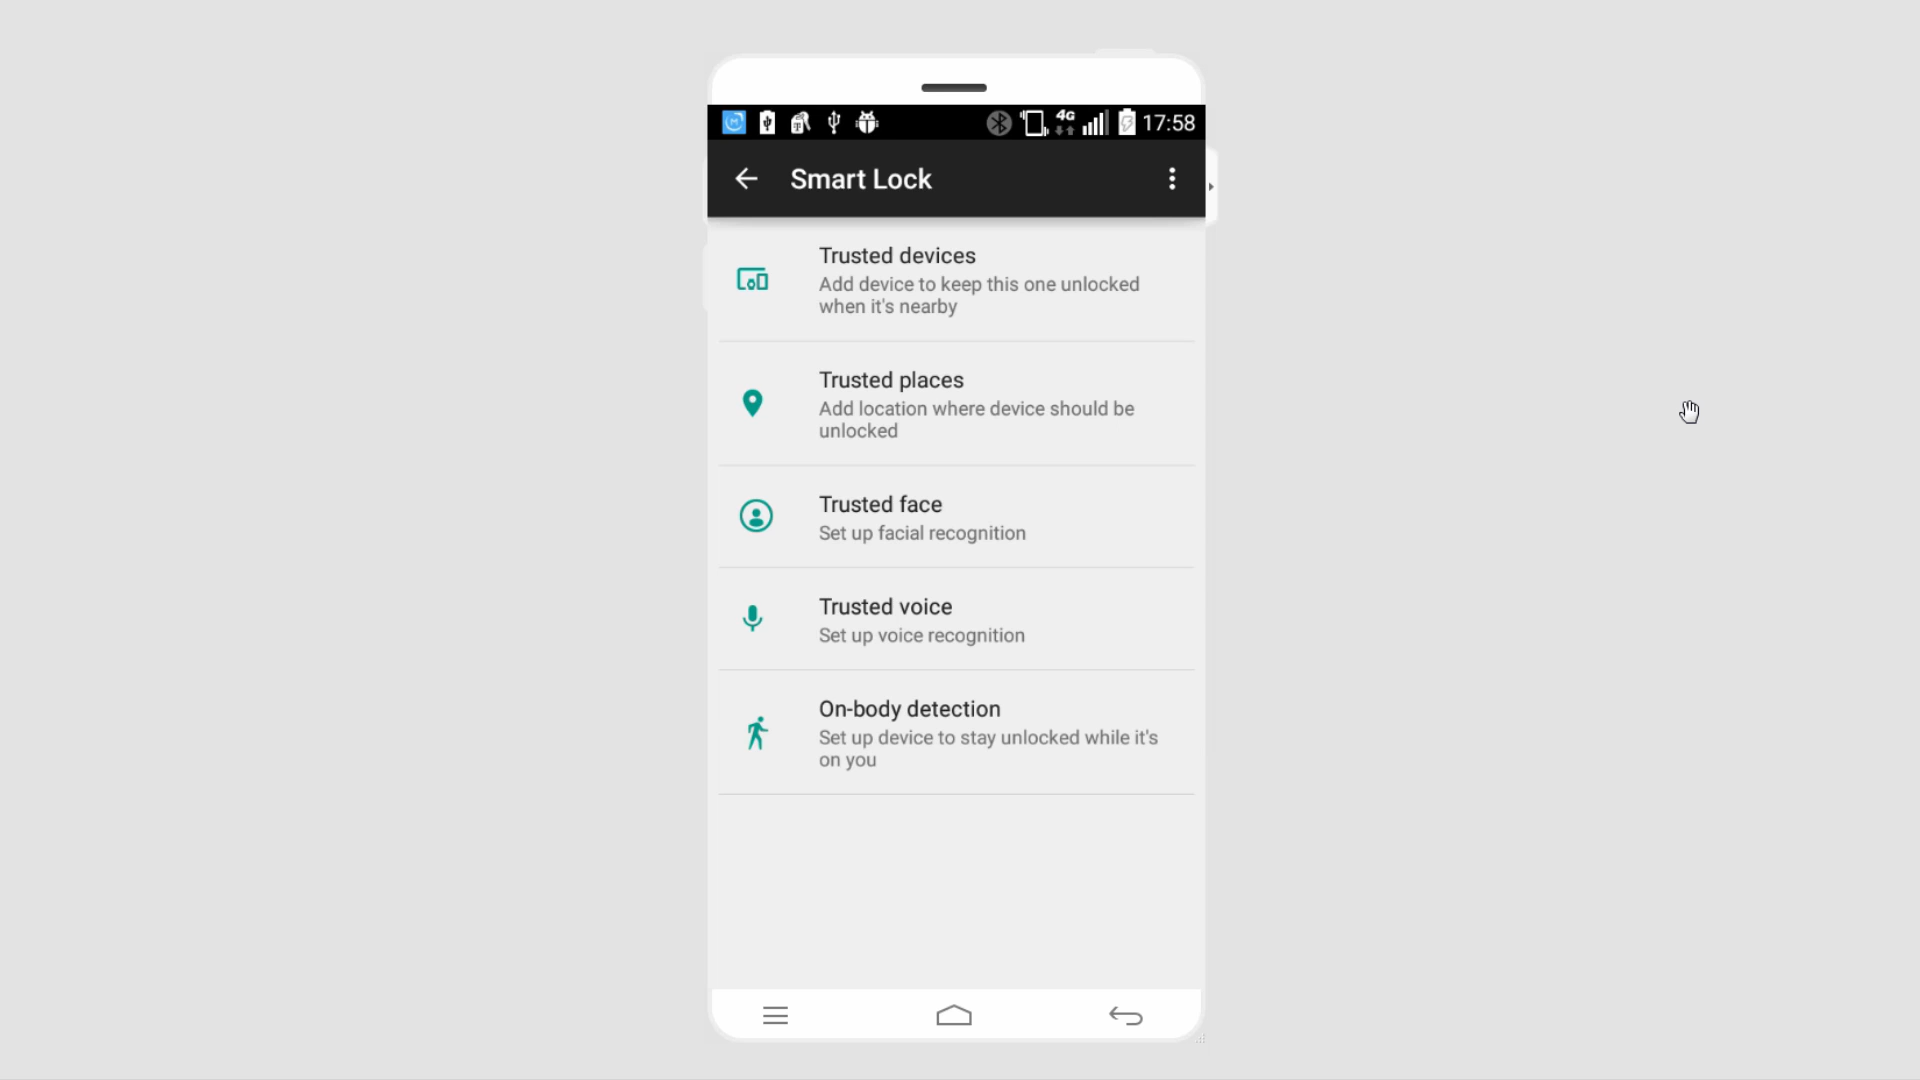 4G 17:58
Smart Lock
Trusted devices
Add device to keep this one unlocked
when it's nearby
Trusted places
Add location where device should be
unlocked
Trusted face
Set up facial recognition
Trusted voice
Set up voice recognition
On-body detection
Set up device to stay unlocked while it's
on you